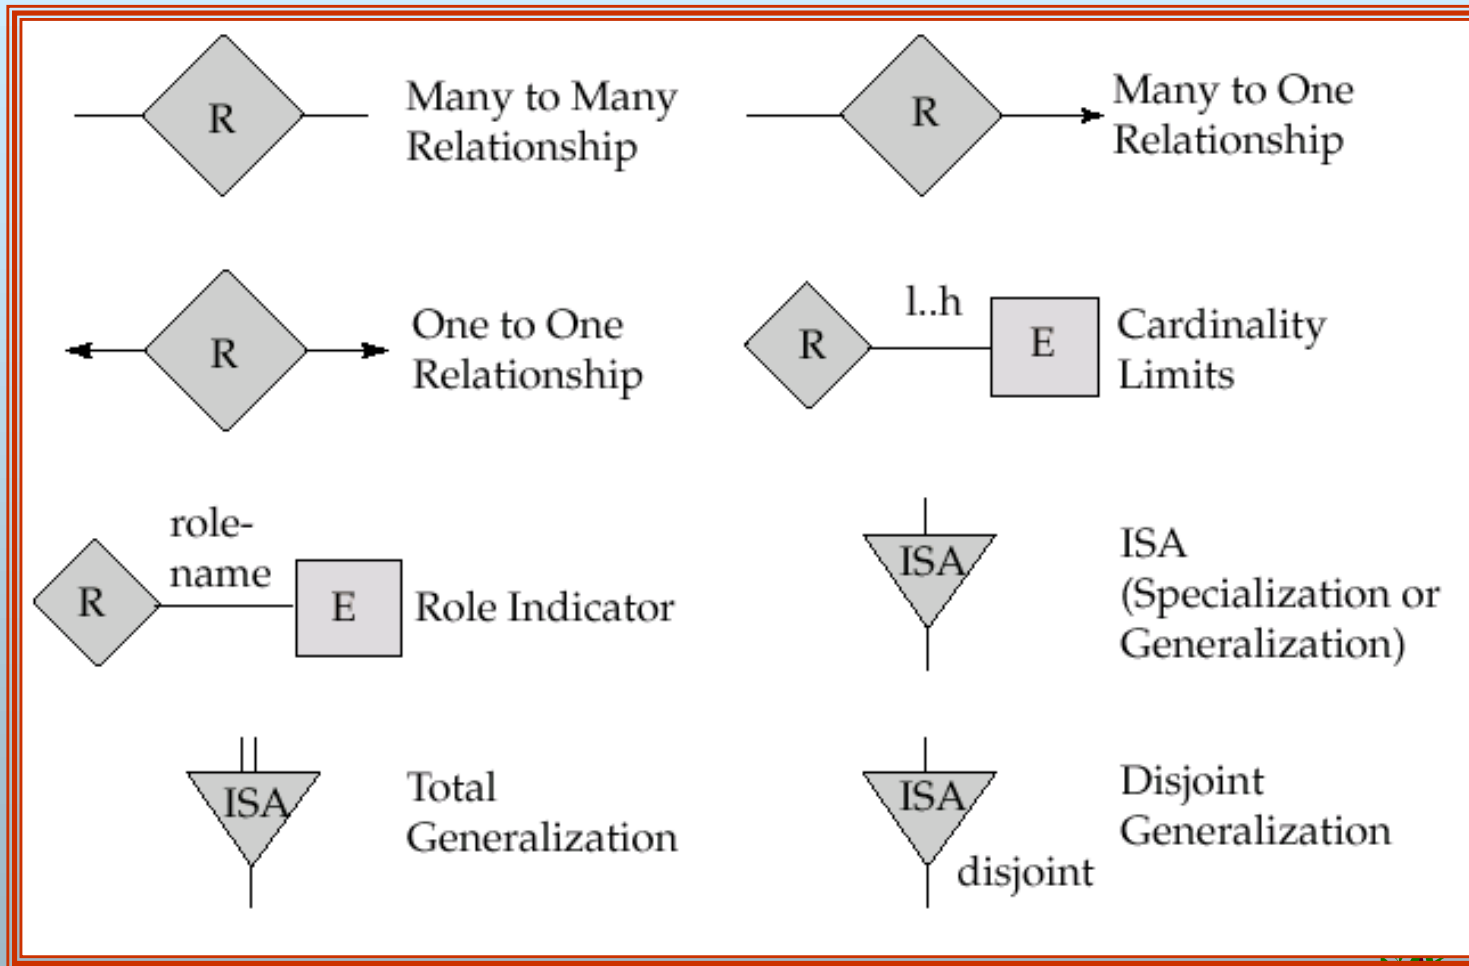 R
Many to Many
Relationship
R
Many to One
Relationship
R
One to One
Relationship
R
l..h
E
Cardinality
Limits
role-
name
R
E
Role Indicator
ISA
ISA
(Specialization or
Generalization)
ISA
Total
Generalization
ISA
disjoint
Disjoint
Generalization